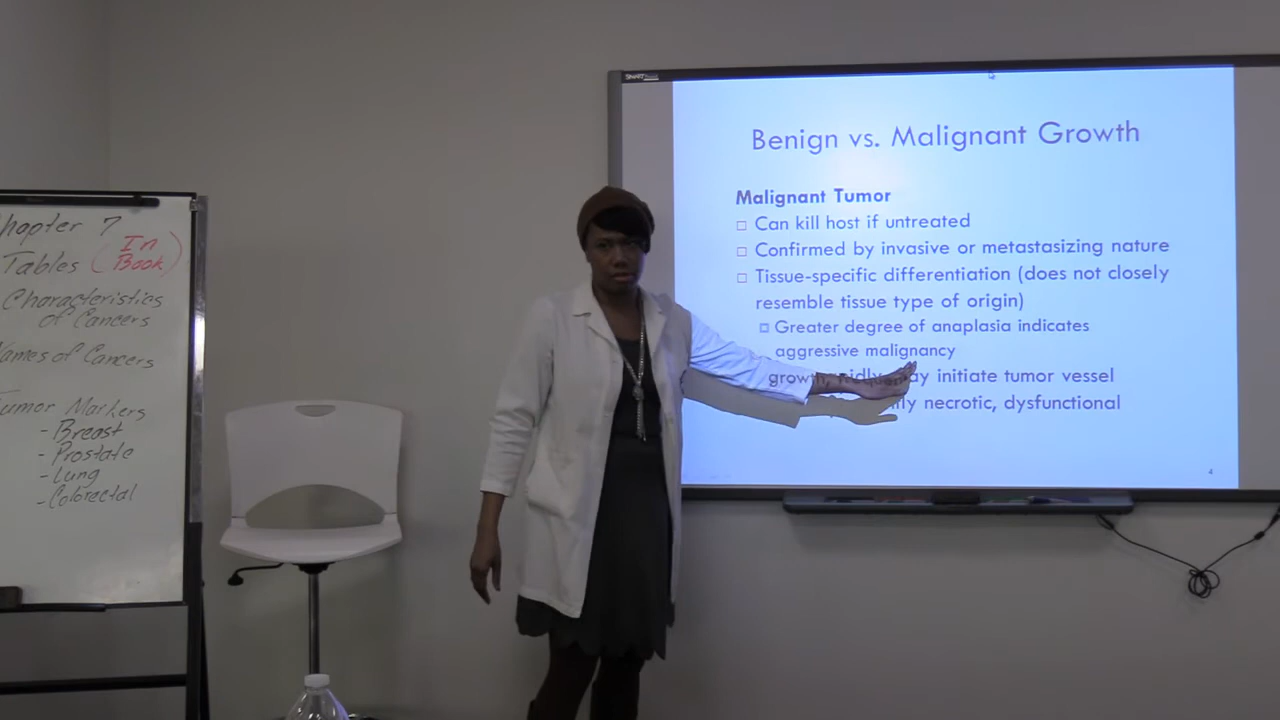 Chapter 7
Tables (In Book)
Characteristics
of Cancers
Names of Cancers
Tumor Markers
- Breast
- Prostate
- Lung
- Colorectal
SMART
Benign vs. Malignant Growth
Malignant Tumor
□ Can kill host if untreated
□ Confirmed by invasive or metastasizing nature
□ Tissue-specific differentiation (does not closely
resemble tissue type of origin)
□ Greater degree of anaplasia indicates
aggressive malignancy
initiate tumor vessel
necrotic, dysfunctional
4